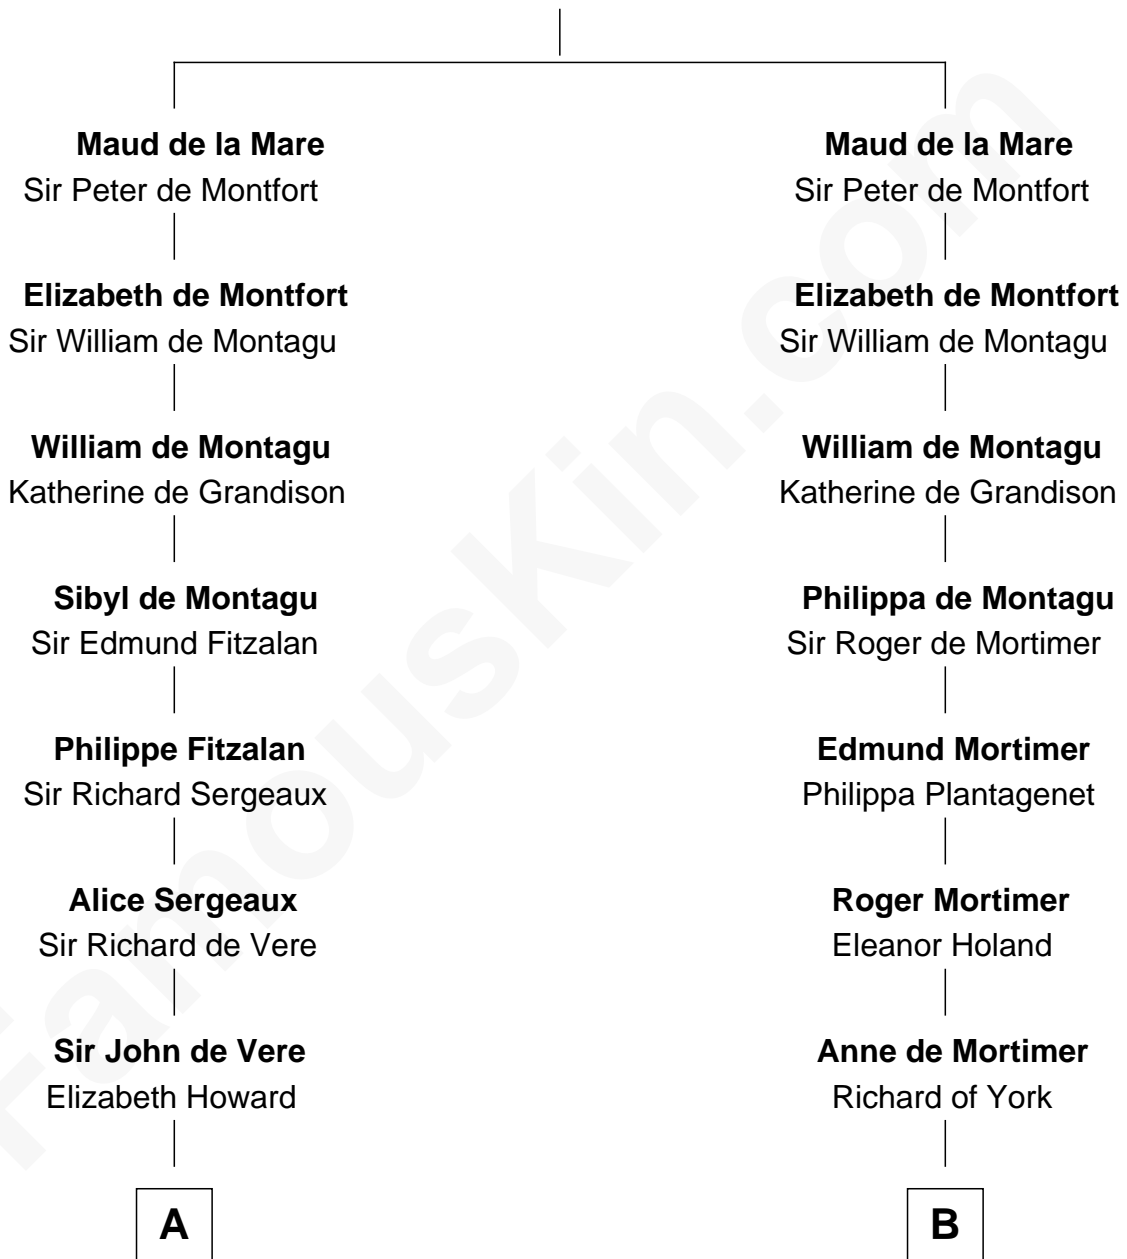 Maud de la Mare
Sir Peter de Montfort
Elizabeth de Montfort
Sir William de Montagu
William de Montagu
Katherine de Grandison
Sibyl de Montagu
Sir Edmund Fitzalan
Philippe Fitzalan
Sir Richard Sergeaux
Alice Sergeaux
Sir Richard de Vere
Sir John de Vere
Elizabeth Howard
A
Maud de la Mare
Sir Peter de Montfort
Elizabeth de Montfort
Sir William de Montagu
William de Montagu
Katherine de Grandison
Philippa de Montagu
Sir Roger de Mortimer
Edmund Mortimer
Philippa Plantagenet
Roger Mortimer
Eleanor Holand
Anne de Mortimer
Richard of York
B
FamousKin.com